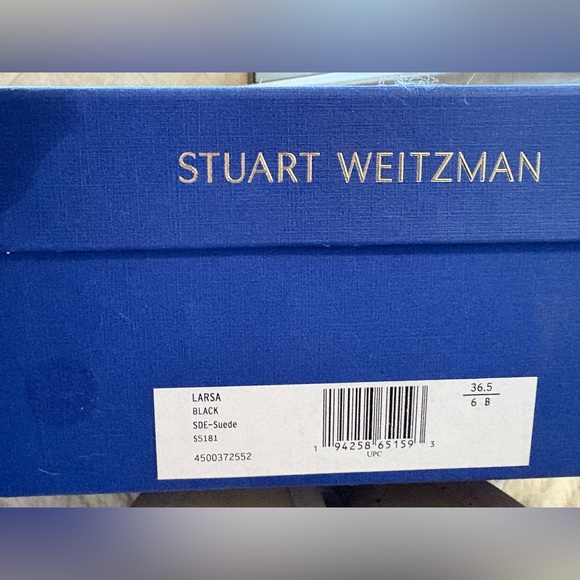 STUART WEITZMAN
LARSA
BLACK
SDE-Suede
S5181
4500372552
1 94258 65159 3
UPC
36.5
6 B